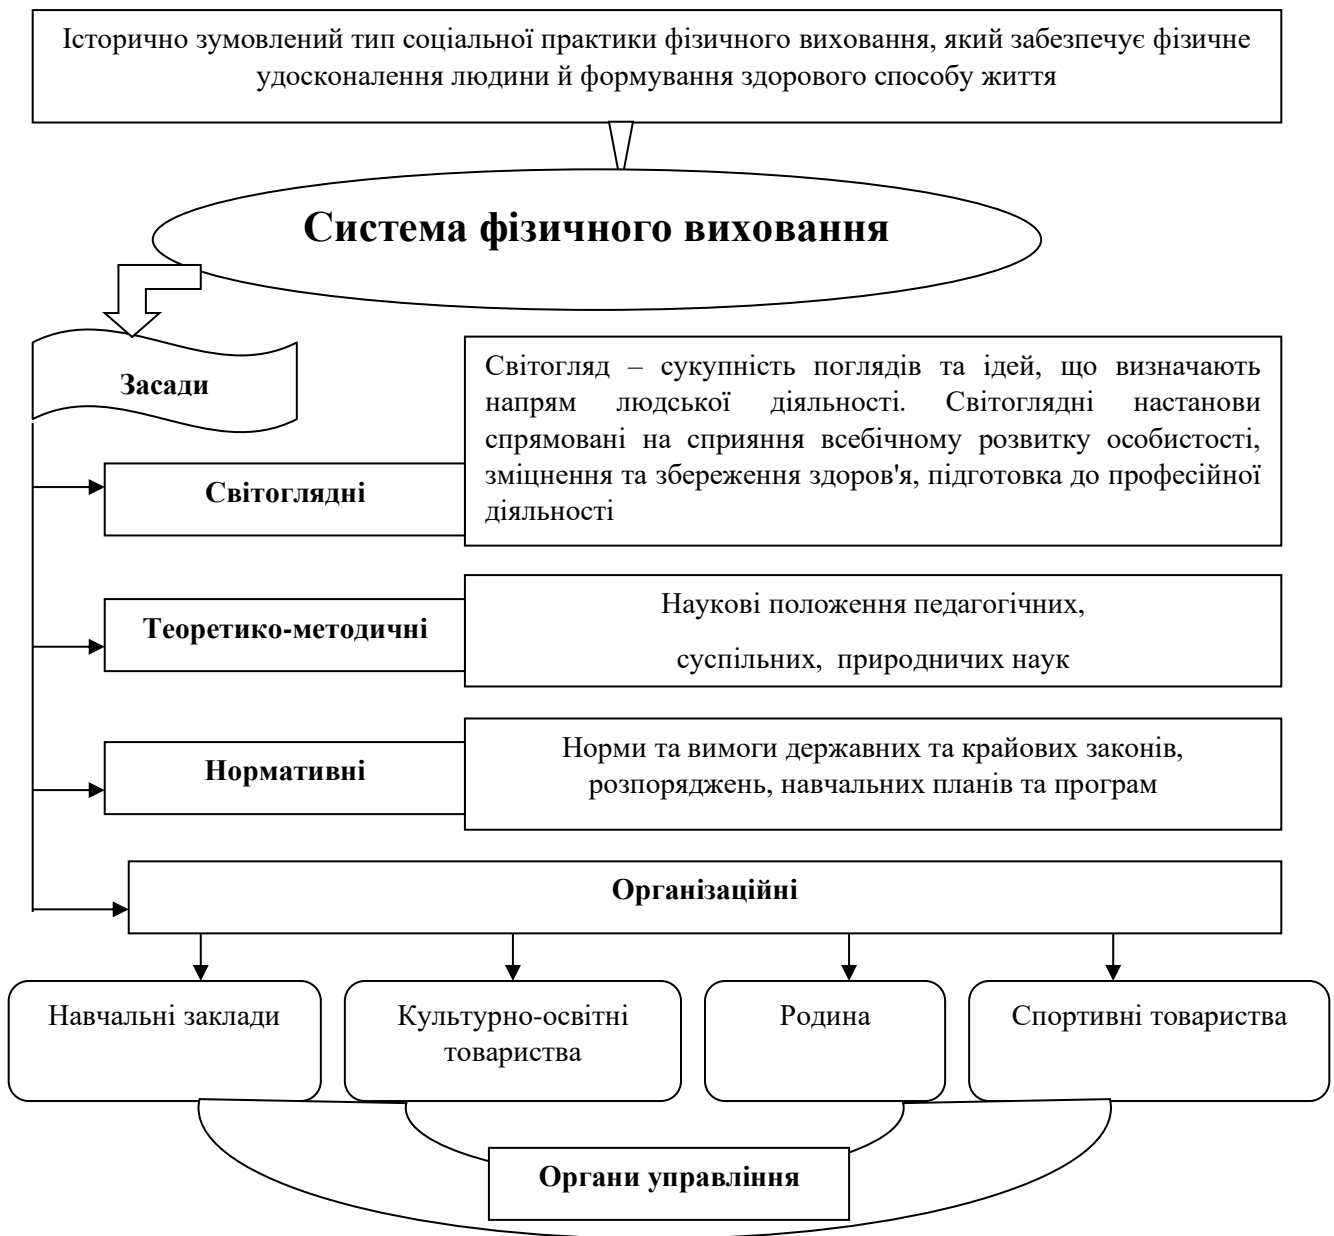 Історично зумовлений тип соціальної практики фізичного виховання, який забезпечує фізичне
удосконалення людини й формування здорового способу життя
Система фізичного виховання
Засади
Світогляд – сукупність поглядів та ідей, що визначають
напрям людської діяльності. Світоглядні настанови
спрямовані на сприяння всебічному розвитку особистості,
зміцнення та збереження здоров'я, підготовка до професійної
діяльності
Світоглядні
Теоретико-методичні
Наукові положення педагогічних,
суспільних, природничих наук
Нормативні
Норми та вимоги державних та крайових законів,
розпоряджень, навчальних планів та програм
Організаційні
Навчальні заклади
Культурно-освітні
товариства
Родина
Спортивні товариства
Органи управління